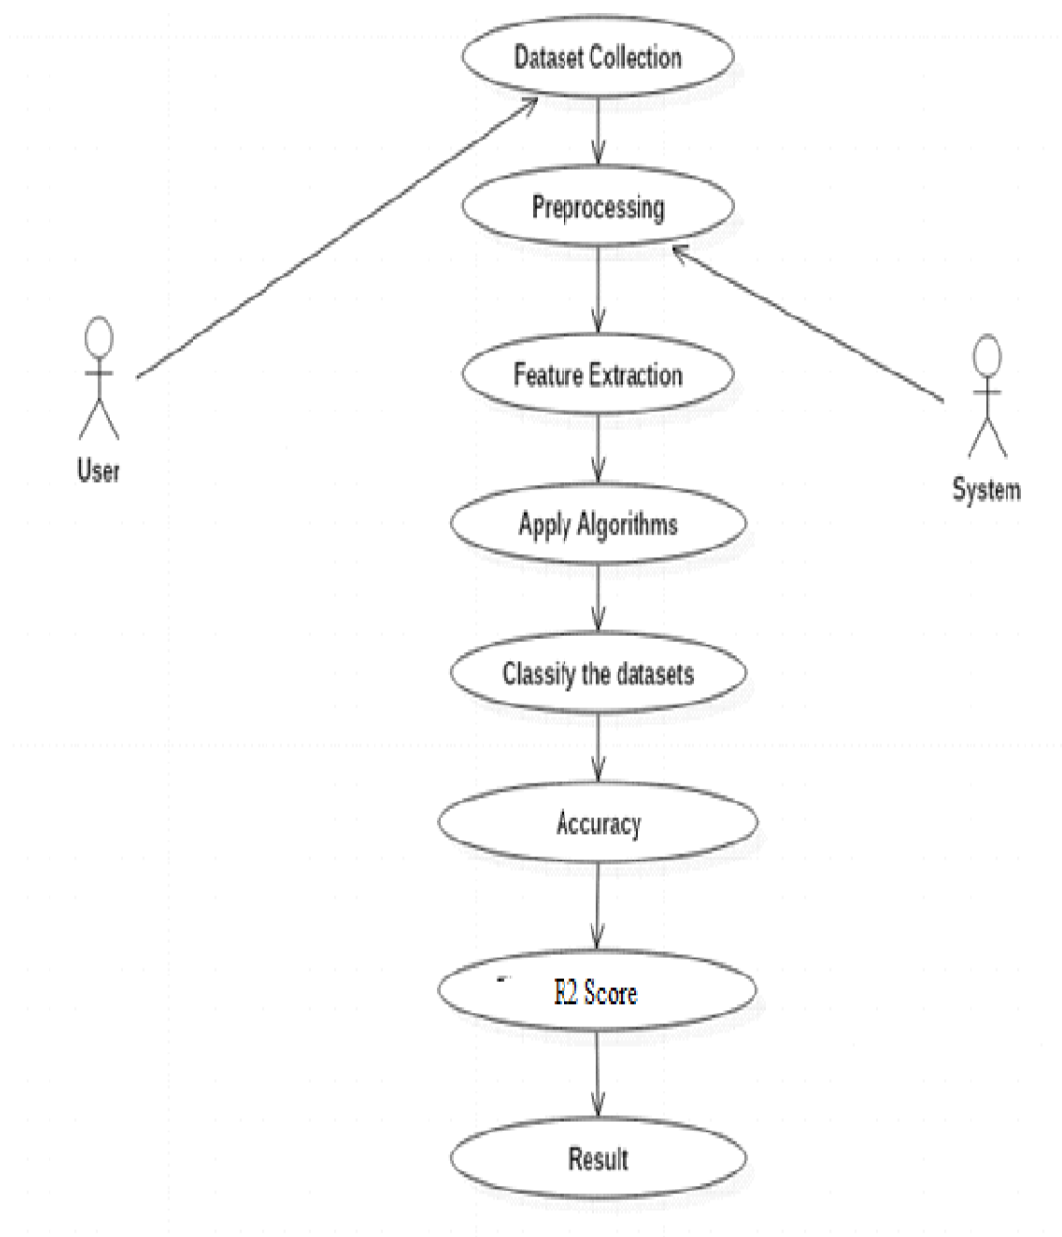 Dataset Collection
Preprocessing
Feature Extraction
User
System
Apply Algorithms
Classify the datasets
Accuracy
R2 Score
Result